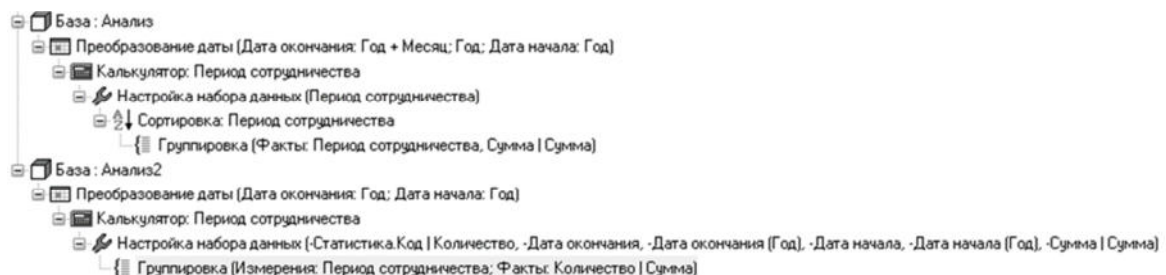 База : Анализ
Преобразование даты (Дата окончания: Год + Месяц; Год; Дата начала: Год)
Калькулятор: Период сотрудничества
Настройка набора данных (Период сотрудничества)
Сортировка: Период сотрудничества
Группировка (Факты: Период сотрудничества, Сумма | Сумма)
База : Анализ2
Преобразование даты (Дата окончания: Год; Дата начала: Год)
Калькулятор: Период сотрудничества
Настройка набора данных (-Статистика.Код | Количество, -Дата окончания, -Дата окончания (Год), -Дата начала, -Дата начала (Год), -Сумма | Сумма)
Группировка (Измерения: Период сотрудничества; Факты: Количество | Сумма)